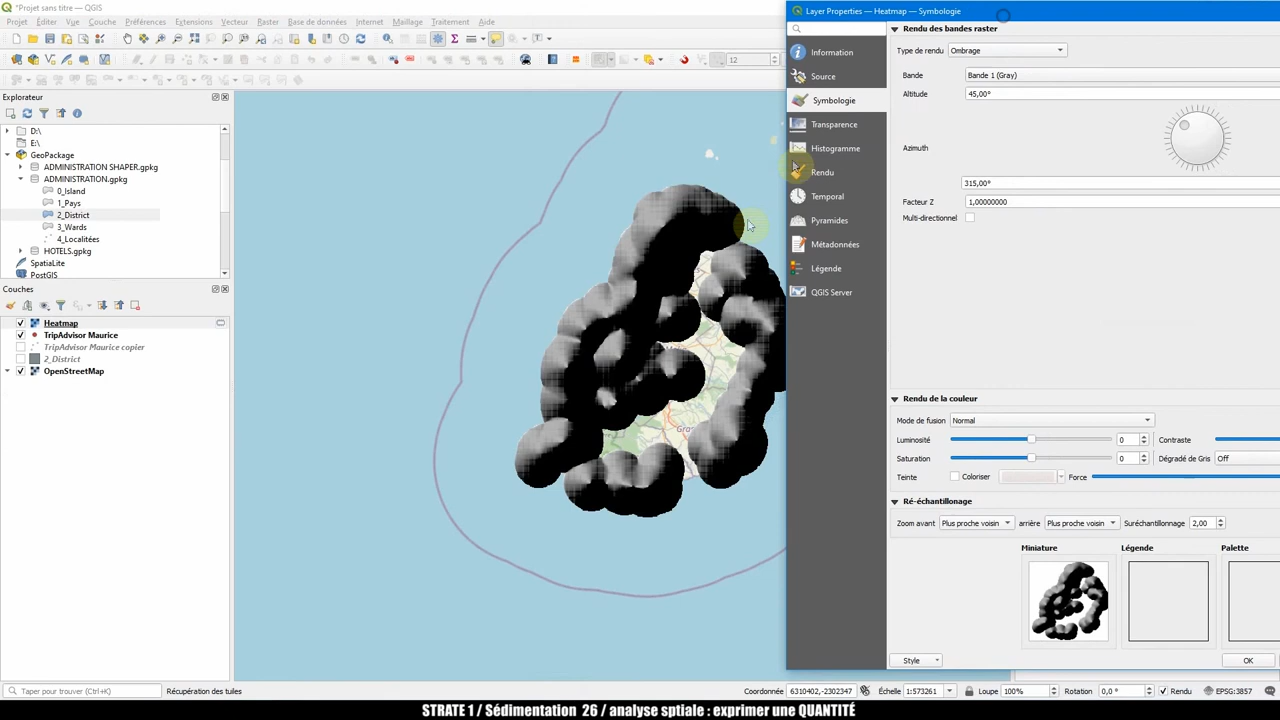 *Projet sans titre — QGIS
Projet Éditer Vue Couche Préférences Extensions Vecteur Raster Base de données Internet Maillage Traitement Aide
12
Explorateur
D:\
E:\
GeoPackage
ADMINISTRATION SHAPER.gpkg
ADMINISTRATION.gpkg
0_Island
1_Pays
2_District
3_Wards
4_Localitées
HOTELS.gpkg
SpatiaLite
PostGIS
Couches
Heatmap
TripAdvisor Maurice
TripAdvisor Maurice copier
2_District
OpenStreetMap
Layer Properties — Heatmap — Symbologie
Information
Source
Symbologie
Transparence
Histogramme
Rendu
Temporal
Pyramides
Métadonnées
Légende
QGIS Server
Rendu des bandes raster
Type de rendu Ombrage
Bande Bande 1 (Gray)
Altitude 45,00°
Azimuth
315,00°
Facteur Z 1,00000000
Multi-directionnel
Rendu de la couleur
Mode de fusion Normal
Luminosité 0 Contraste
Saturation 0 Dégradé de Gris Off
Teinte Coloriser Force
Ré-échantillonage
Zoom avant Plus proche voisin arrière Plus proche voisin Suréchantillonage 2,00
Miniature Légende Palette
Style OK
Taper pour trouver (Ctrl+K) Récupération des tuiles Coordonnée 6310402,-2302347 Échelle 1:573261 Loupe 100% Rotation 0,0 ° Rendu EPSG:3857
STRATE 1 / Sédimentation 26 / analyse sptiale : exprimer une QUANTITÉ